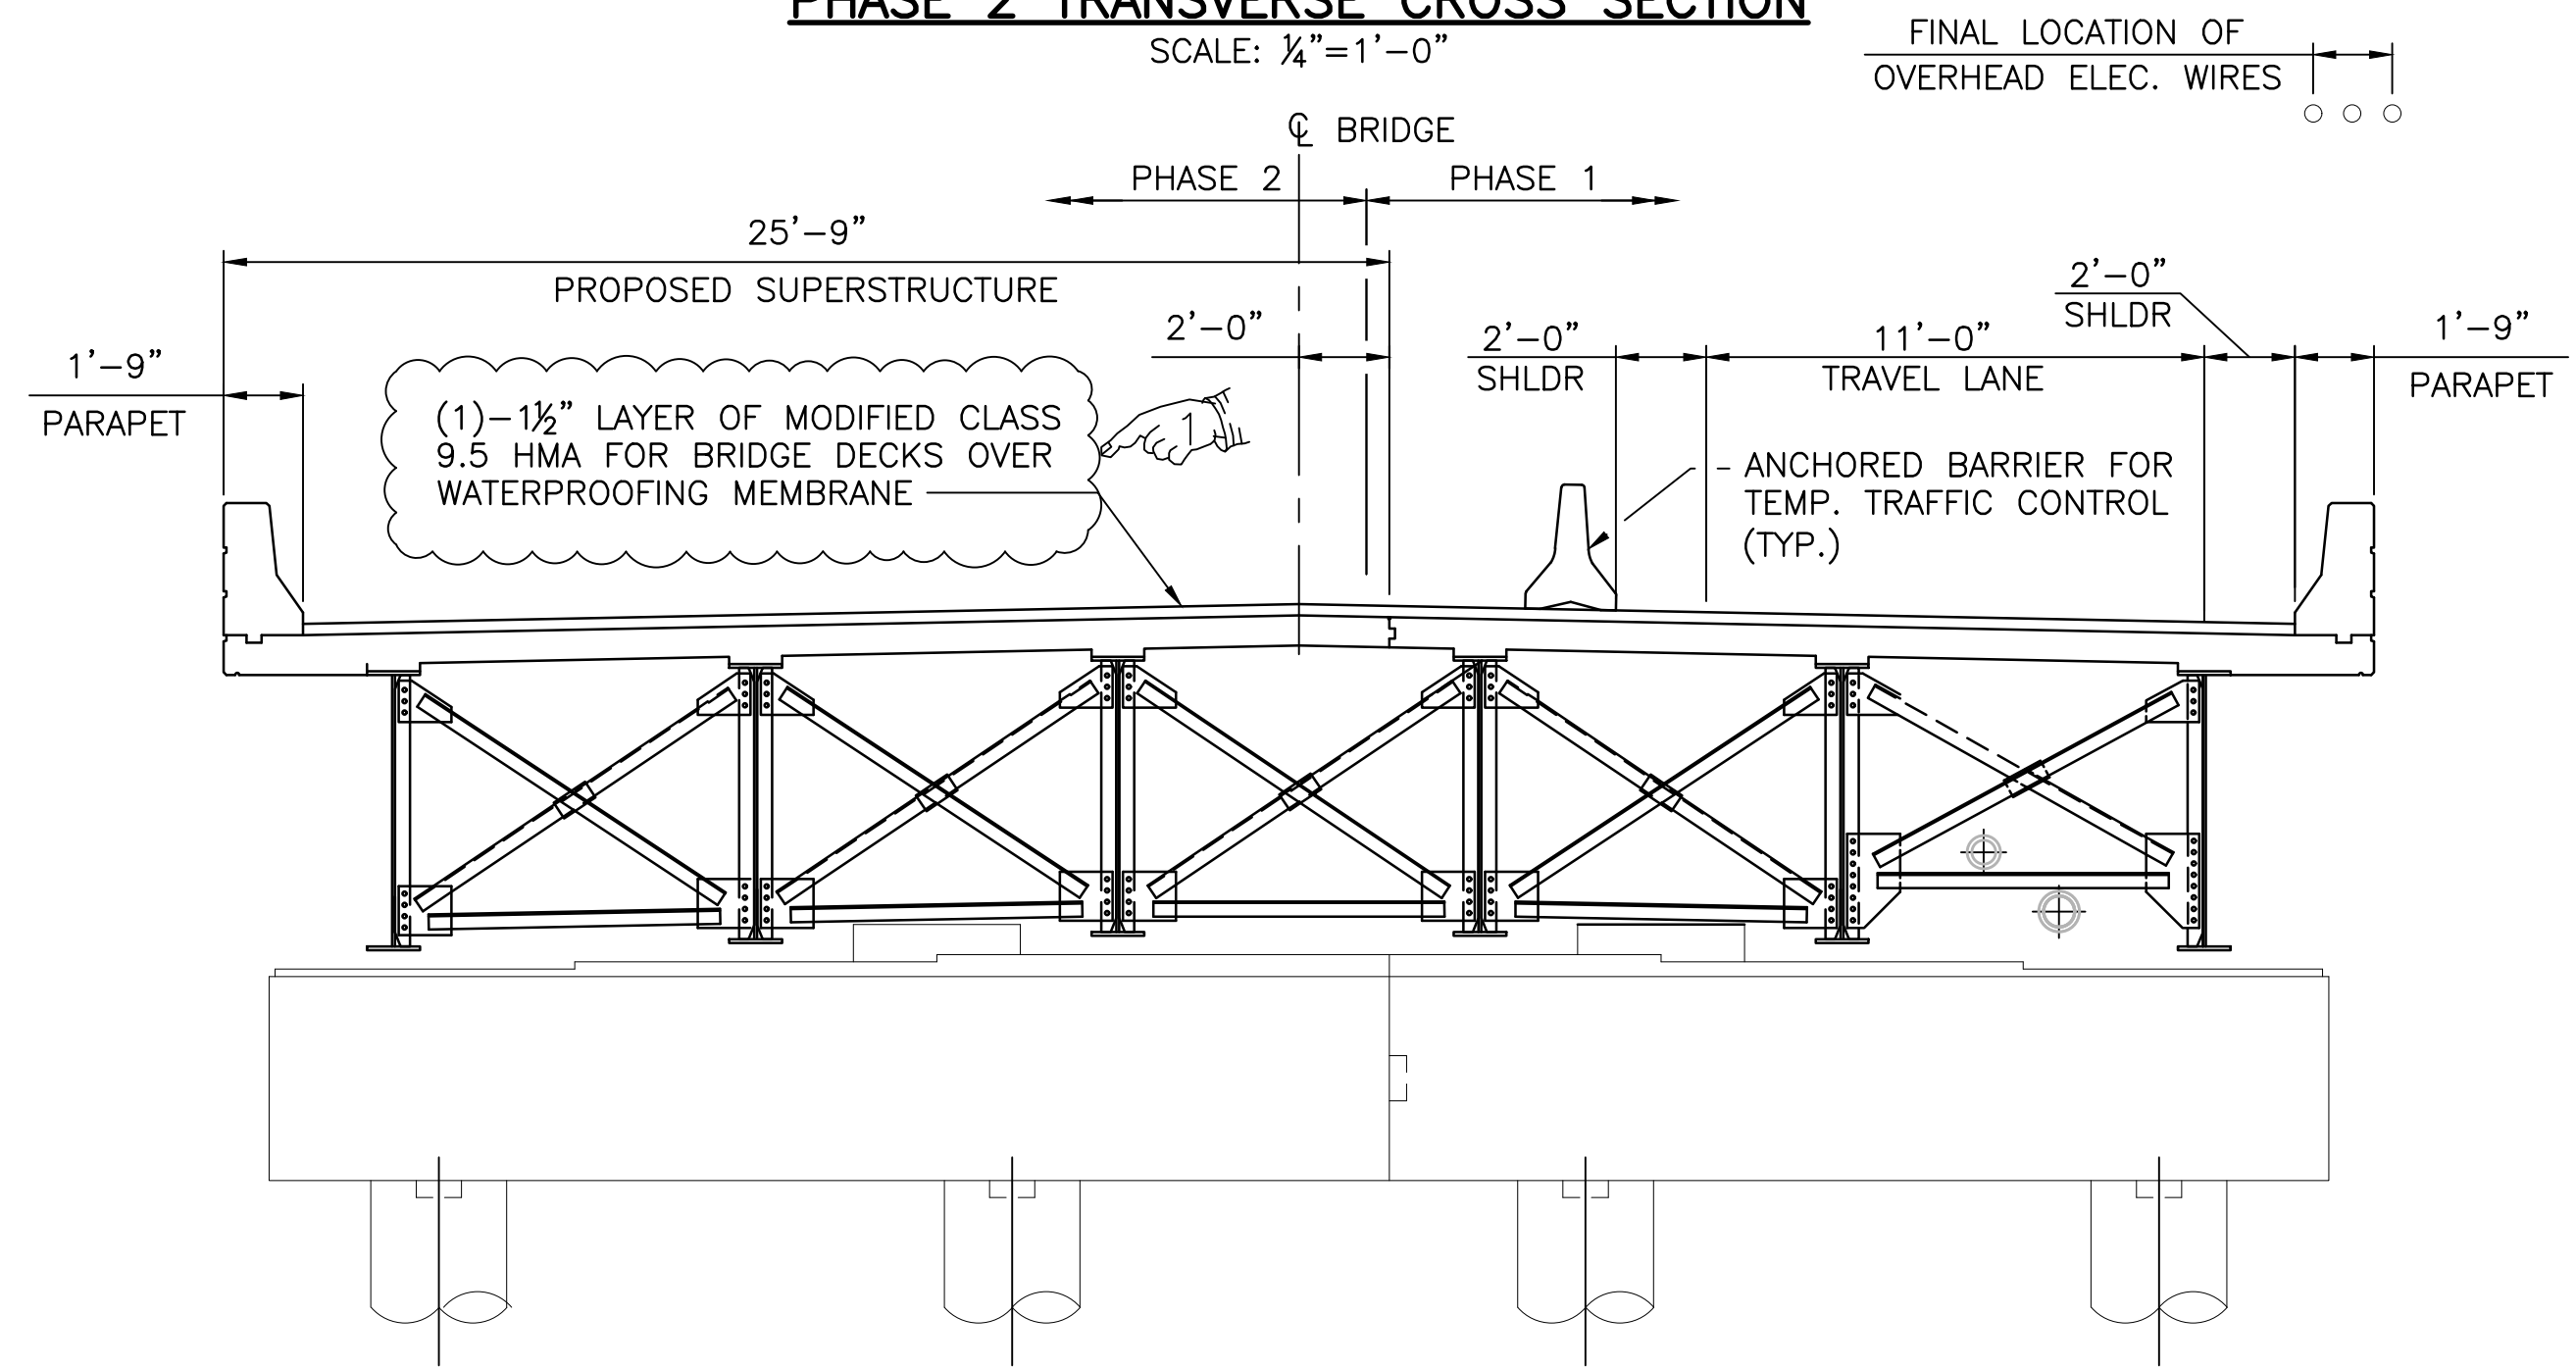 PHASE 2 TRANSVERSE CROSS SECTION
SCALE: ¼"=1'-0"
FINAL LOCATION OF
OVERHEAD ELEC. WIRES
℄ BRIDGE
PHASE 2
PHASE 1
25'-9"
PROPOSED SUPERSTRUCTURE
2'-0"
2'-0"
SHLDR
11'-0"
TRAVEL LANE
2'-0"
SHLDR
1'-9"
PARAPET
1'-9"
PARAPET
(1)-1½" LAYER OF MODIFIED CLASS
9.5 HMA FOR BRIDGE DECKS OVER
WATERPROOFING MEMBRANE
1
ANCHORED BARRIER FOR
TEMP. TRAFFIC CONTROL
(TYP.)